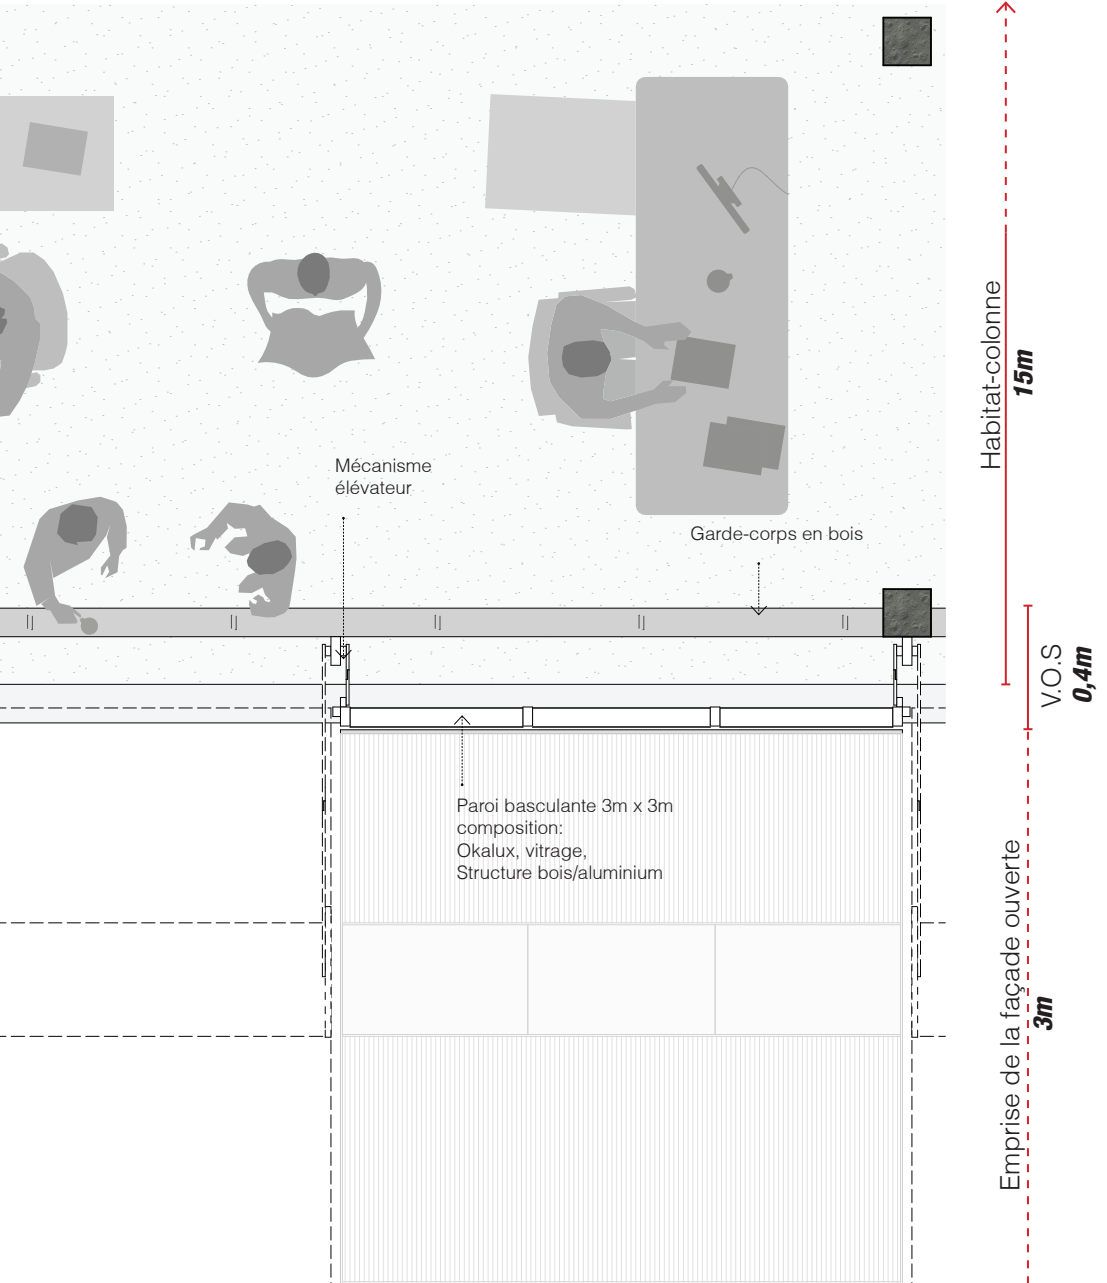 Mécanisme
élévateur
Garde-corps en bois
Paroi basculante 3m x 3m
composition:
Okalux, vitrage,
Structure bois/aluminium
Habitat-colonne
15m
V.O.S
0,4m
Emprise de la façade ouverte
3m